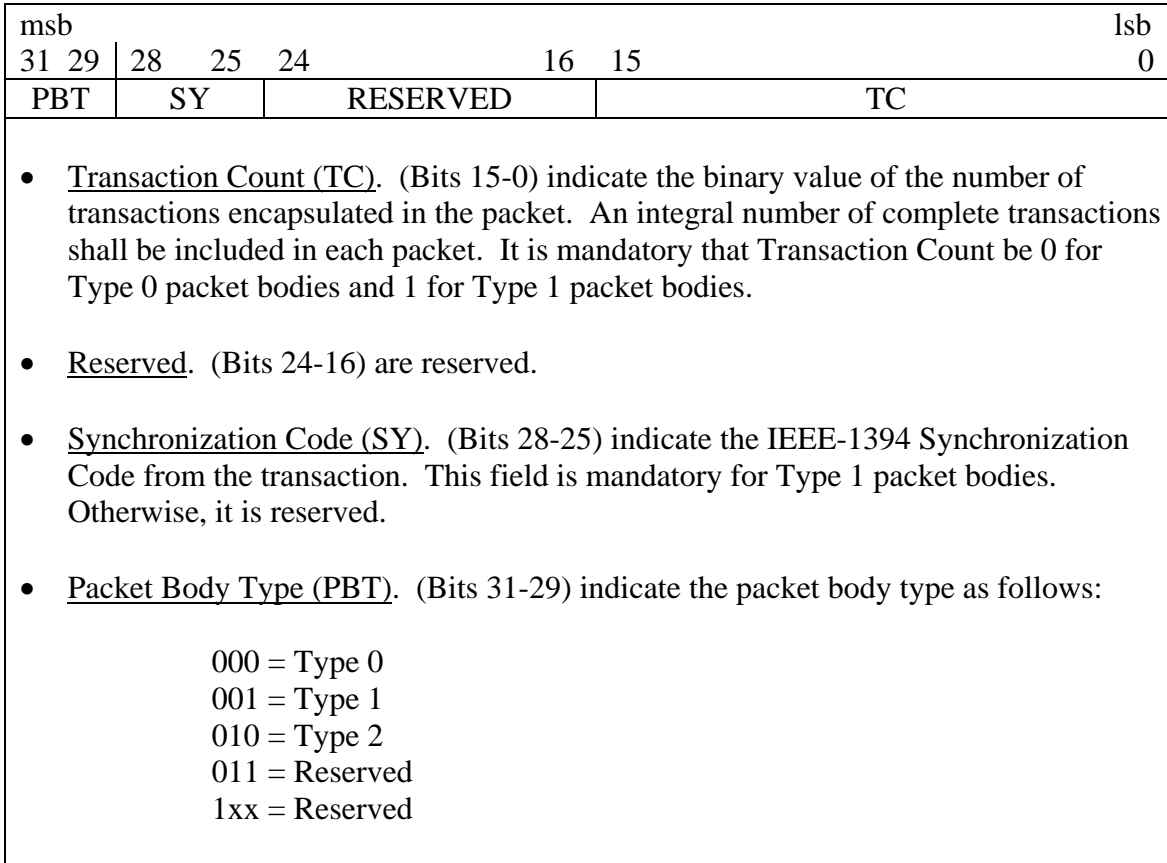 msb lsb
31 29 28 25 24 16 15 0
PBT SY RESERVED TC
• Transaction Count (TC). (Bits 15-0) indicate the binary value of the number of
transactions encapsulated in the packet. An integral number of complete transactions
shall be included in each packet. It is mandatory that Transaction Count be 0 for
Type 0 packet bodies and 1 for Type 1 packet bodies.
• Reserved. (Bits 24-16) are reserved.
• Synchronization Code (SY). (Bits 28-25) indicate the IEEE-1394 Synchronization
Code from the transaction. This field is mandatory for Type 1 packet bodies.
Otherwise, it is reserved.
• Packet Body Type (PBT). (Bits 31-29) indicate the packet body type as follows:
000 = Type 0
001 = Type 1
010 = Type 2
011 = Reserved
1xx = Reserved